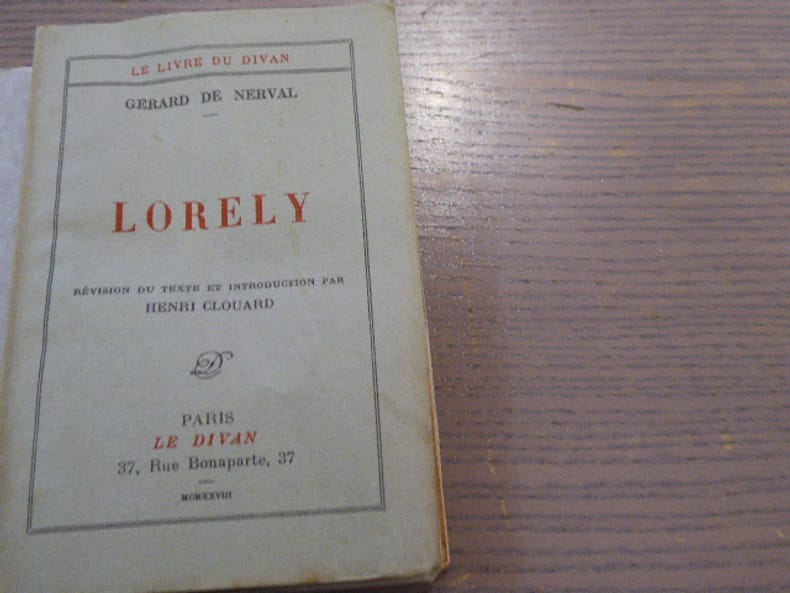 LE LIVRE DU DIVAN
GÉRARD DE NERVAL
LORELY
RÉVISION DU TEXTE ET INTRODUCTION PAR
HENRI CLOUARD
D
PARIS
LE DIVAN
37, Rue Bonaparte, 37
MCMXXVIII